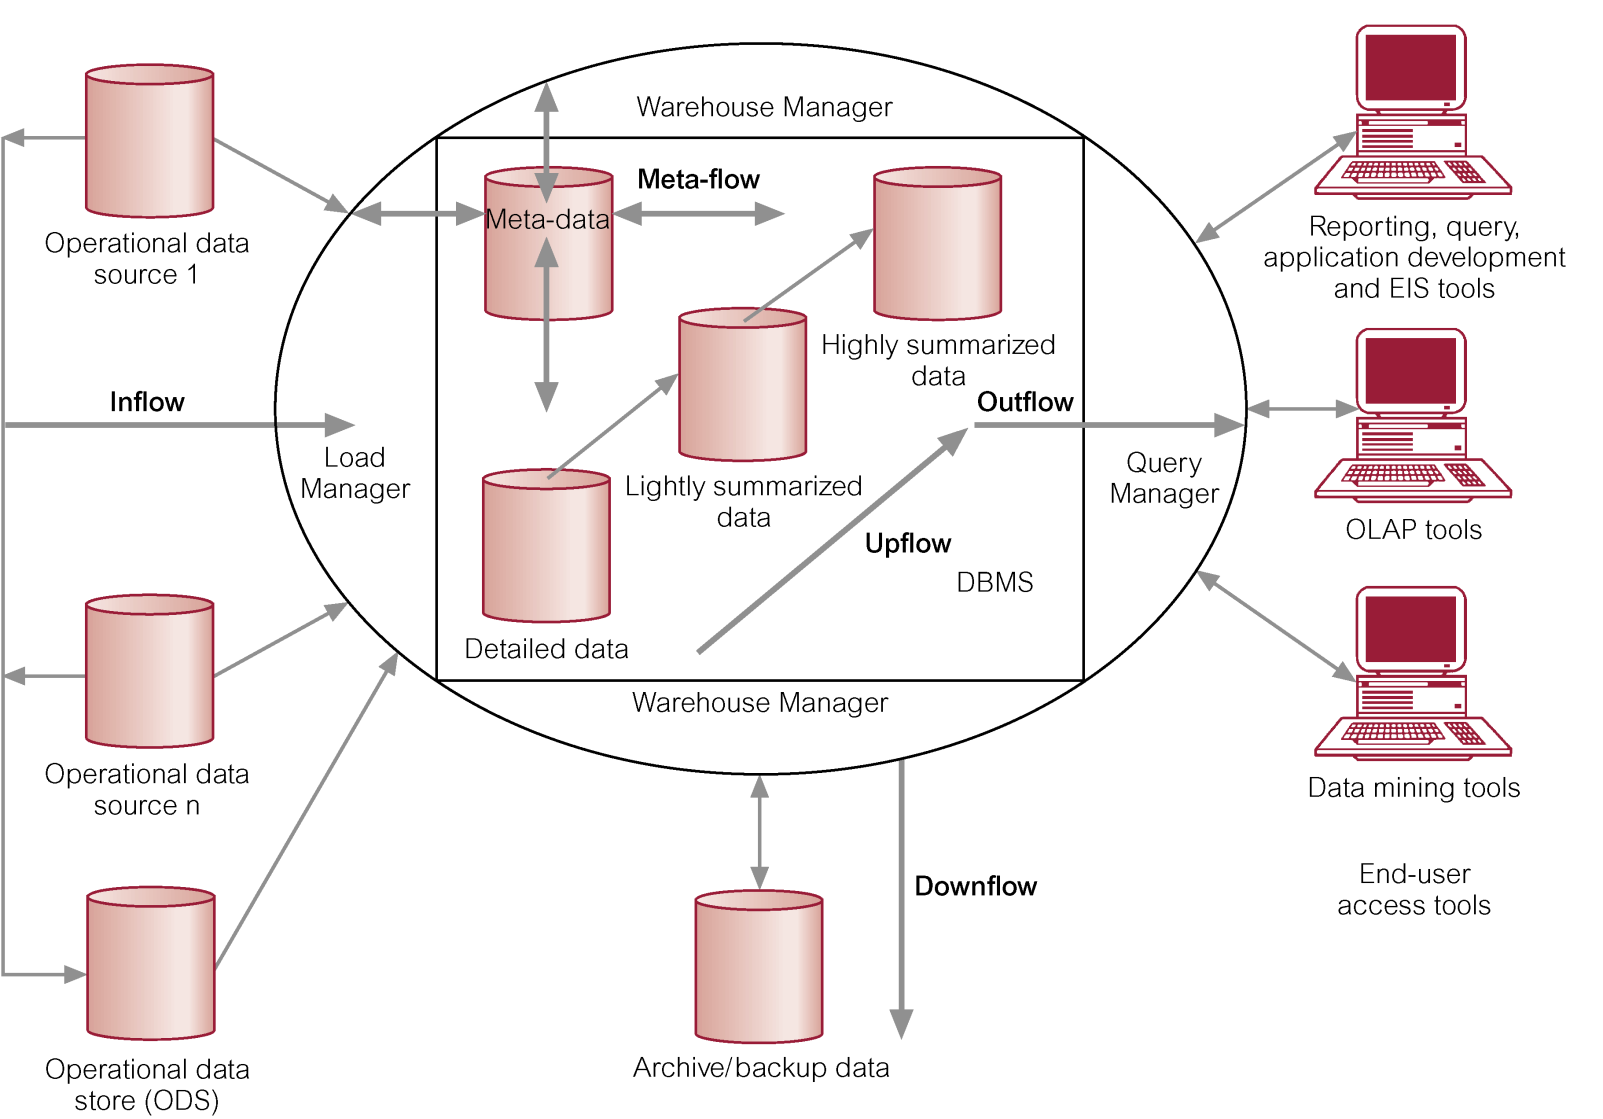 Warehouse Manager
Operational data
source 1
Meta-data
Meta-flow
Highly summarized
data
Lightly summarized
data
Detailed data
Inflow
Load
Manager
Outflow
Query
Manager
Upflow
DBMS
Warehouse Manager
Operational data
source n
Operational data
store (ODS)
Archive/backup data
Downflow
Reporting, query,
application development
and EIS tools
OLAP tools
Data mining tools
End-user
access tools